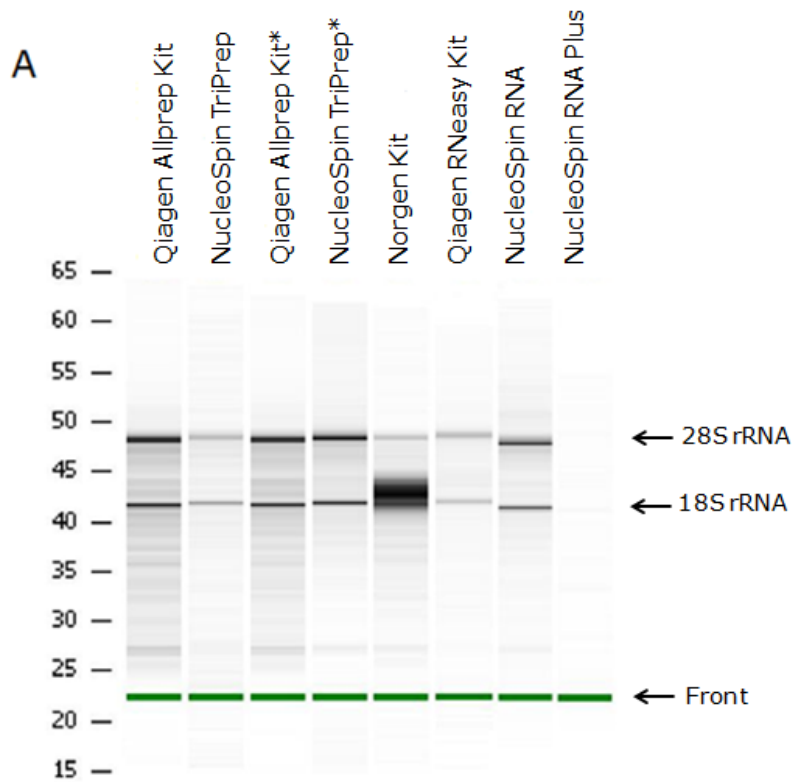 A
Qiagen Allprep Kit
NucleoSpin TriPrep
Qiagen Allprep Kit*
NucleoSpin TriPrep*
Norgen Kit
Qiagen RNeasy Kit
NucleoSpin RNA
NucleoSpin RNA Plus
65
60
55
50
28S rRNA
45
18S rRNA
40
35
30
25
Front
20
15